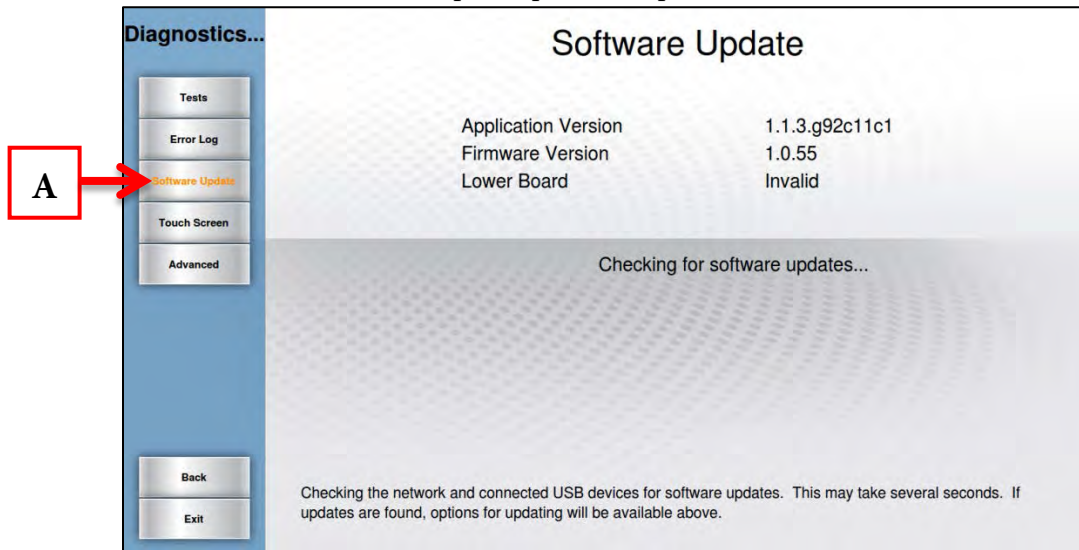 Diagnostics...
Software Update
Tests
Error Log
Software Update
Touch Screen
Advanced
A
Application Version 1.1.3.g92c11c1
Firmware Version 1.0.55
Lower Board Invalid
Checking for software updates...
Back
Exit
Checking the network and connected USB devices for software updates. This may take several seconds. If
updates are found, options for updating will be available above.